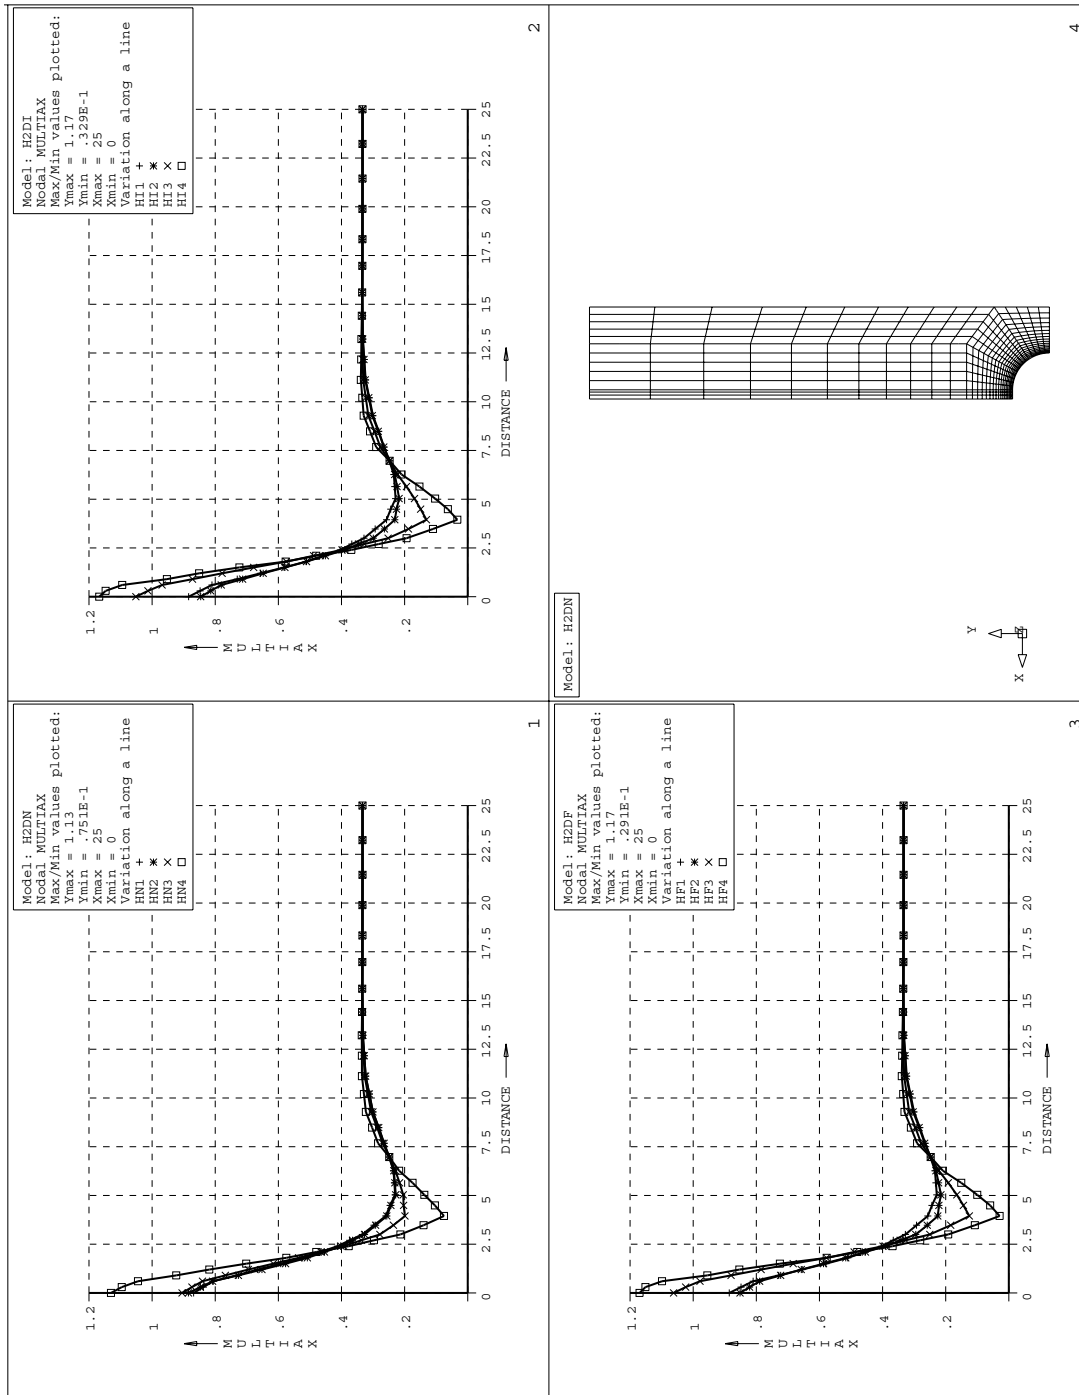 Model: H2DN
Nodal MULTIAX
Max/Min values plotted:
Ymax = 1.13
Ymin = .751E-1
Xmax = 25
Xmin = 0
Variation along a line
HN1 +
HN2 ✳
HN3 ×
HN4 □
1.2
1
.8
.6
.4
.2
MULTIAX
0
2.5
5
7.5
10
12.5
15
17.5
20
22.5
25
DISTANCE
1
Model: H2DI
Nodal MULTIAX
Max/Min values plotted:
Ymax = 1.17
Ymin = .329E-1
Xmax = 25
Xmin = 0
Variation along a line
HI1 +
HI2 ✳
HI3 ×
HI4 □
1.2
1
.8
.6
.4
.2
MULTIAX
0
2.5
5
7.5
10
12.5
15
17.5
20
22.5
25
DISTANCE
2
Model: H2DF
Nodal MULTIAX
Max/Min values plotted:
Ymax = 1.17
Ymin = .291E-1
Xmax = 25
Xmin = 0
Variation along a line
HF1 +
HF2 ✳
HF3 ×
HF4 □
1.2
1
.8
.6
.4
.2
MULTIAX
0
2.5
5
7.5
10
12.5
15
17.5
20
22.5
25
DISTANCE
3
Model: H2DN
Y
X
Z
4